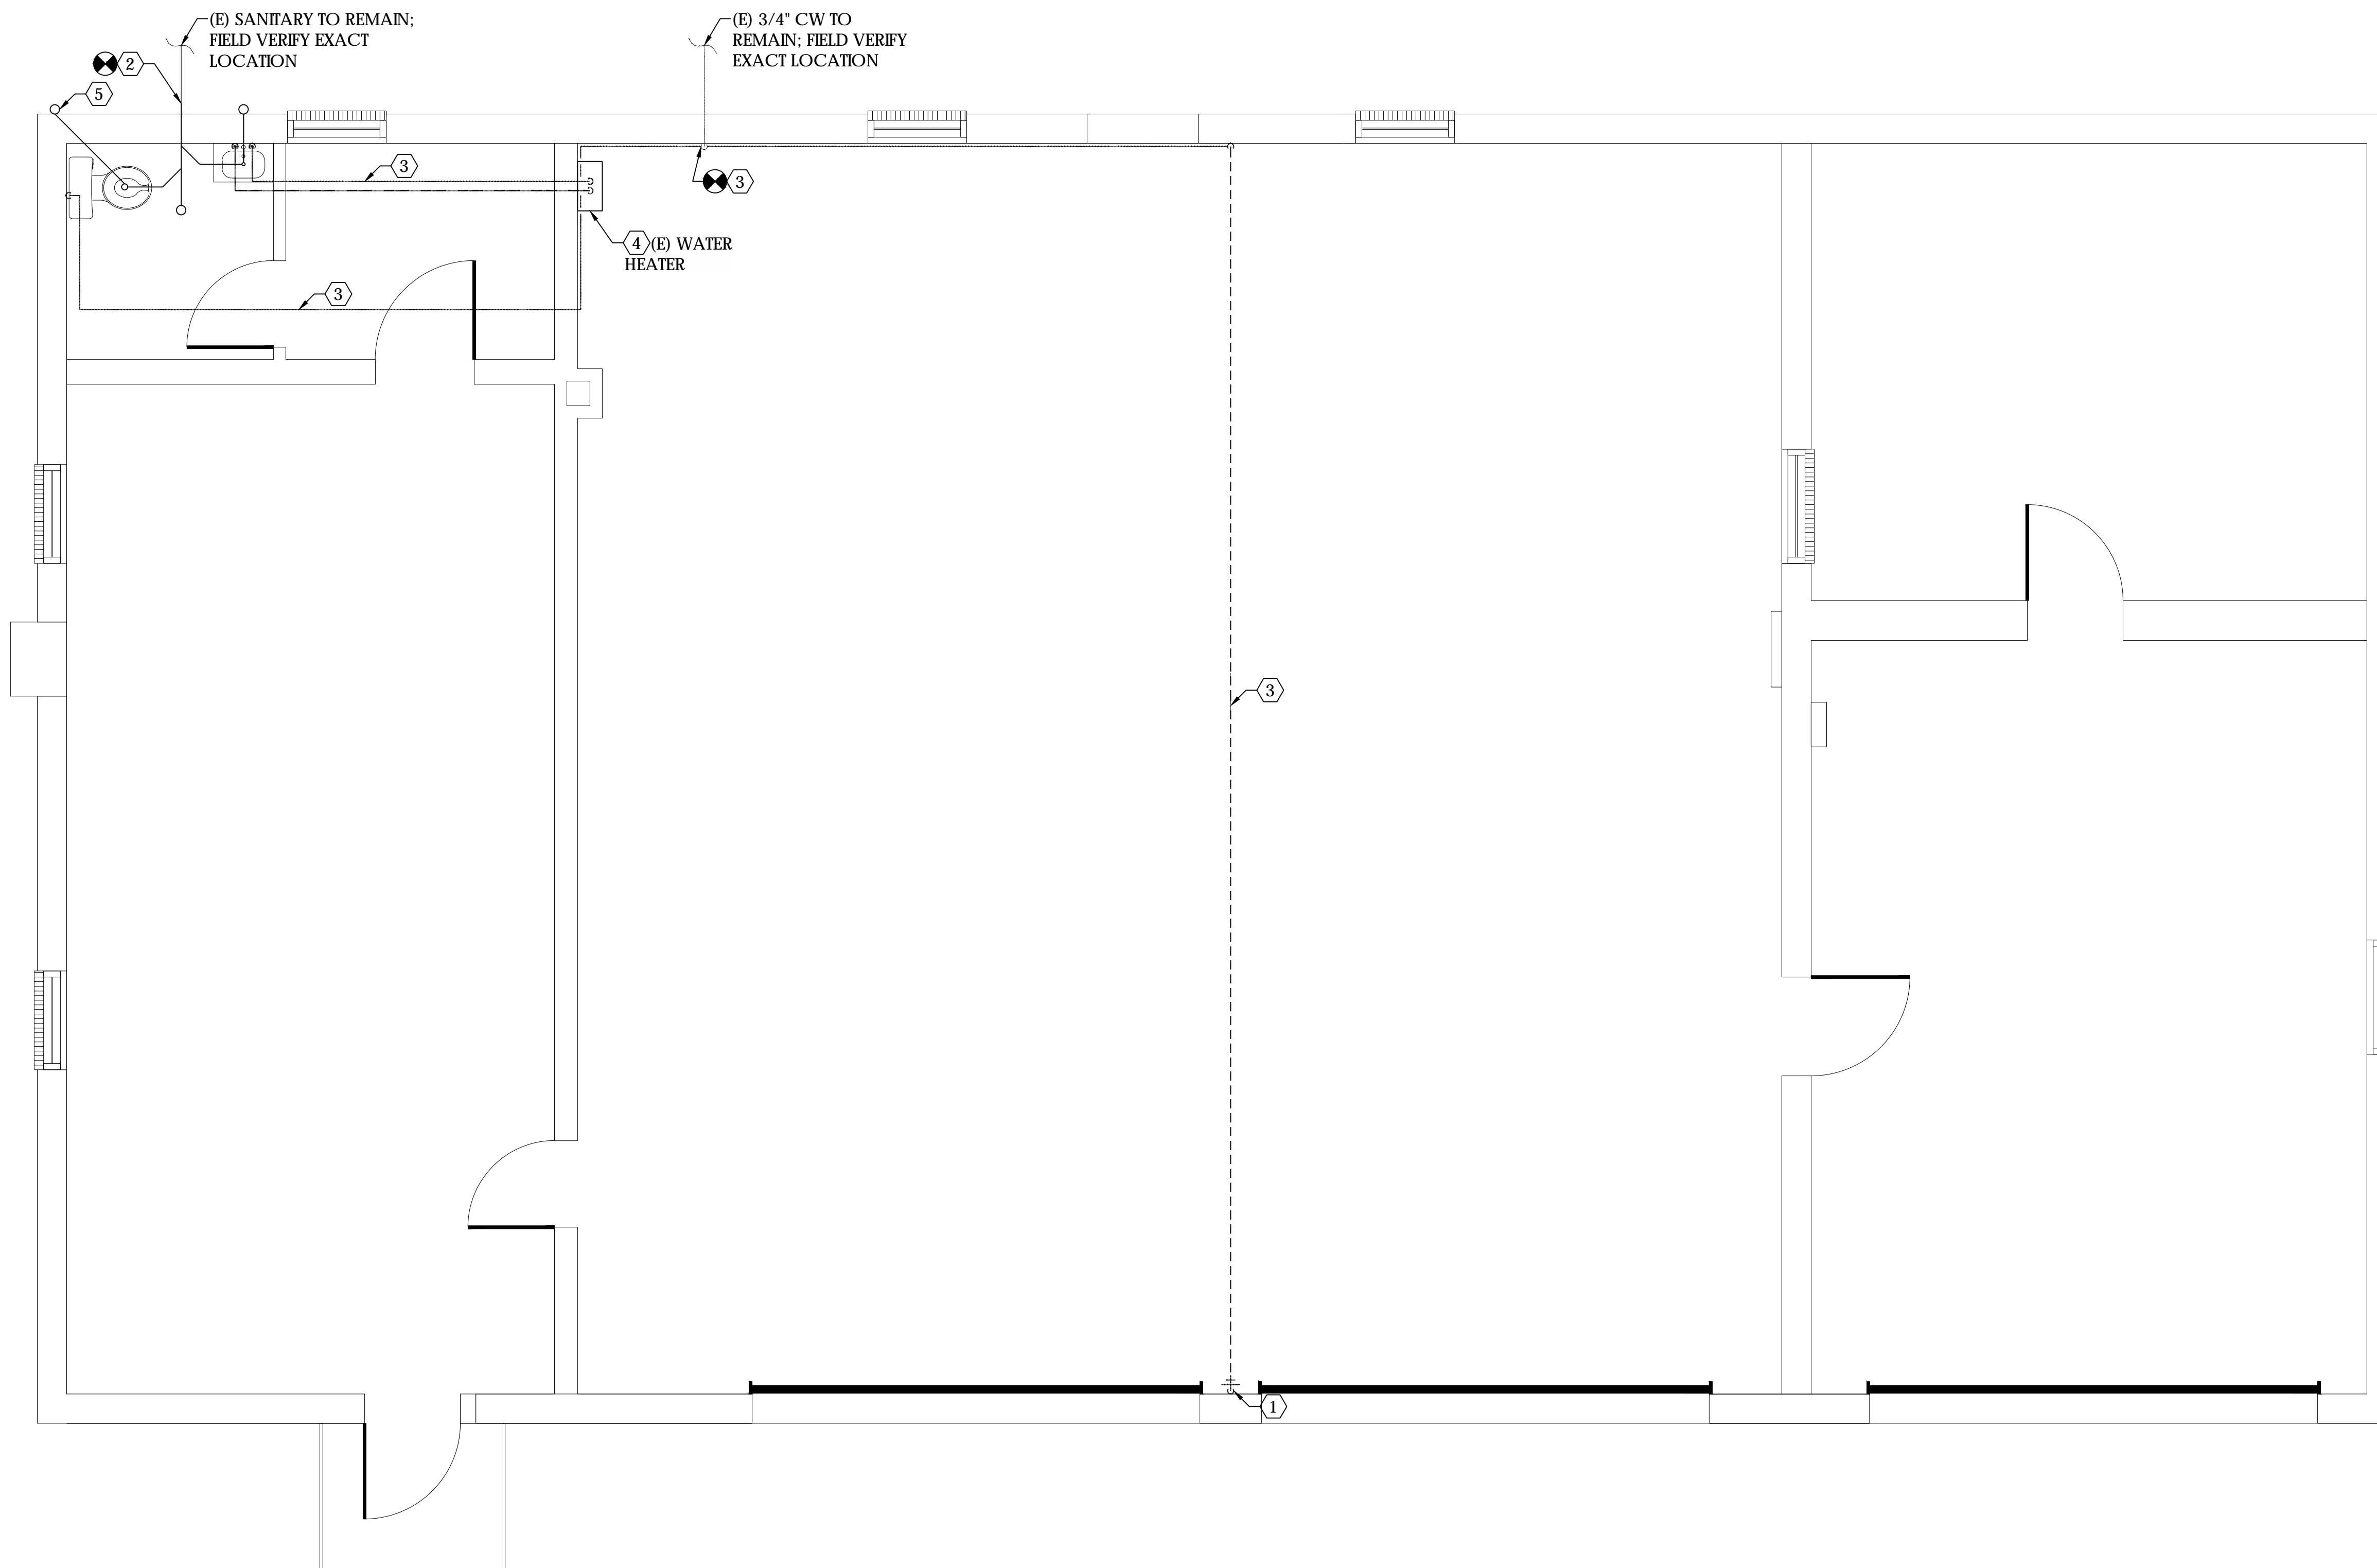 (E) SANITARY TO REMAIN;
FIELD VERIFY EXACT
LOCATION
(E) 3/4" CW TO
REMAIN; FIELD VERIFY
EXACT LOCATION
2
5
3
3
4 (E) WATER
HEATER
3
3
1